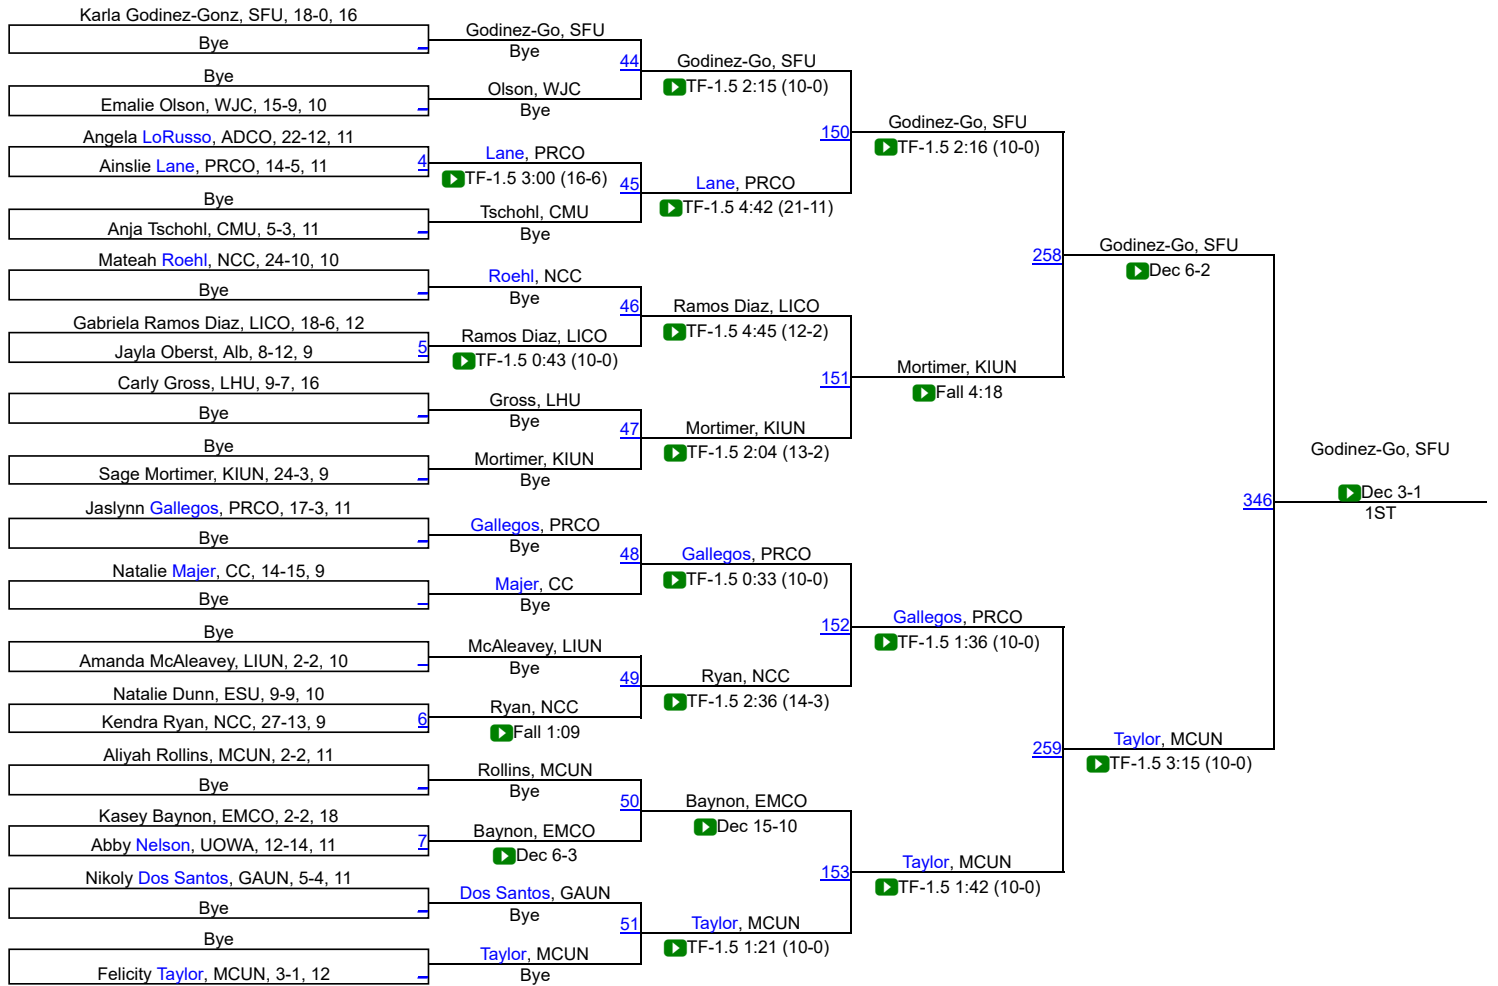 Karla Godinez-Gonz, SFU, 18-0, 16
Bye
Bye
Emalie Olson, WJC, 15-9, 10
Angela LoRusso, ADCO, 22-12, 11
Ainslie Lane, PRCO, 14-5, 11
4
Bye
Anja Tschohl, CMU, 5-3, 11
Mateah Roehl, NCC, 24-10, 10
Bye
Gabriela Ramos Diaz, LICO, 18-6, 12
Jayla Oberst, Alb, 8-12, 9
5
Carly Gross, LHU, 9-7, 16
Bye
Bye
Sage Mortimer, KIUN, 24-3, 9
Jaslynn Gallegos, PRCO, 17-3, 11
Bye
Natalie Majer, CC, 14-15, 9
Bye
Bye
Amanda McAleavey, LIUN, 2-2, 10
Natalie Dunn, ESU, 9-9, 10
Kendra Ryan, NCC, 27-13, 9
6
Aliyah Rollins, MCUN, 2-2, 11
Bye
Kasey Baynon, EMCO, 2-2, 18
Abby Nelson, UOWA, 12-14, 11
7
Nikoly Dos Santos, GAUN, 5-4, 11
Bye
Bye
Felicity Taylor, MCUN, 3-1, 12
Godinez-Go, SFU
Bye
44
Olson, WJC
Bye
Lane, PRCO
TF-1.5 3:00 (16-6)
45
Tschohl, CMU
Bye
Roehl, NCC
Bye
46
Ramos Diaz, LICO
TF-1.5 0:43 (10-0)
Gross, LHU
Bye
47
Mortimer, KIUN
Bye
Gallegos, PRCO
Bye
48
Majer, CC
Bye
McAleavey, LIUN
Bye
49
Ryan, NCC
Fall 1:09
Rollins, MCUN
Bye
50
Baynon, EMCO
Dec 6-3
Dos Santos, GAUN
Bye
51
Taylor, MCUN
Bye
Godinez-Go, SFU
TF-1.5 2:15 (10-0)
150
Lane, PRCO
TF-1.5 4:42 (21-11)
Ramos Diaz, LICO
TF-1.5 4:45 (12-2)
151
Mortimer, KIUN
TF-1.5 2:04 (13-2)
Gallegos, PRCO
TF-1.5 0:33 (10-0)
152
Ryan, NCC
TF-1.5 2:36 (14-3)
Baynon, EMCO
Dec 15-10
153
Taylor, MCUN
TF-1.5 1:21 (10-0)
Godinez-Go, SFU
TF-1.5 2:16 (10-0)
258
Mortimer, KIUN
Fall 4:18
Gallegos, PRCO
TF-1.5 1:36 (10-0)
259
Taylor, MCUN
TF-1.5 1:42 (10-0)
Godinez-Go, SFU
Dec 6-2
346
Taylor, MCUN
TF-1.5 3:15 (10-0)
Godinez-Go, SFU
Dec 3-1
1ST